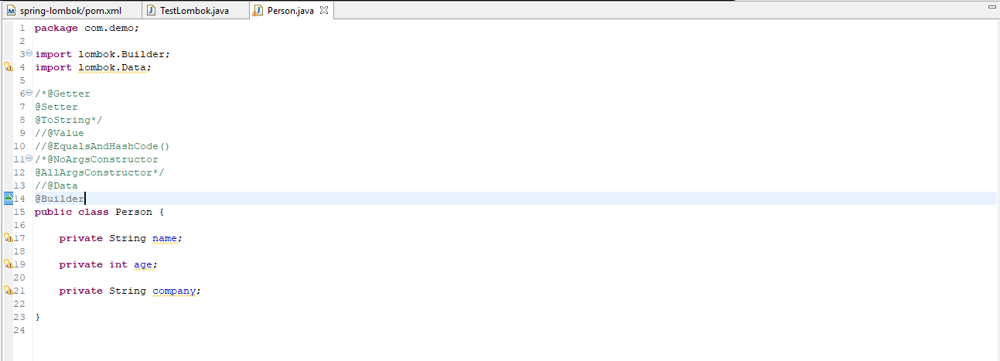 spring-lombok/pom.xml TestLombok.java Person.java
1 package com.demo;
2
3 import lombok.Builder;
4 import lombok.Data;
5
6 /*@Getter
7 @Setter
8 @ToString*/
9 //@Value
10 //@EqualsAndHashCode()
11 /*@NoArgsConstructor
12 @AllArgsConstructor*/
13 //@Data
14 @Builder
15 public class Person {
16
17     private String name;
18
19     private int age;
20
21     private String company;
22
23 }
24